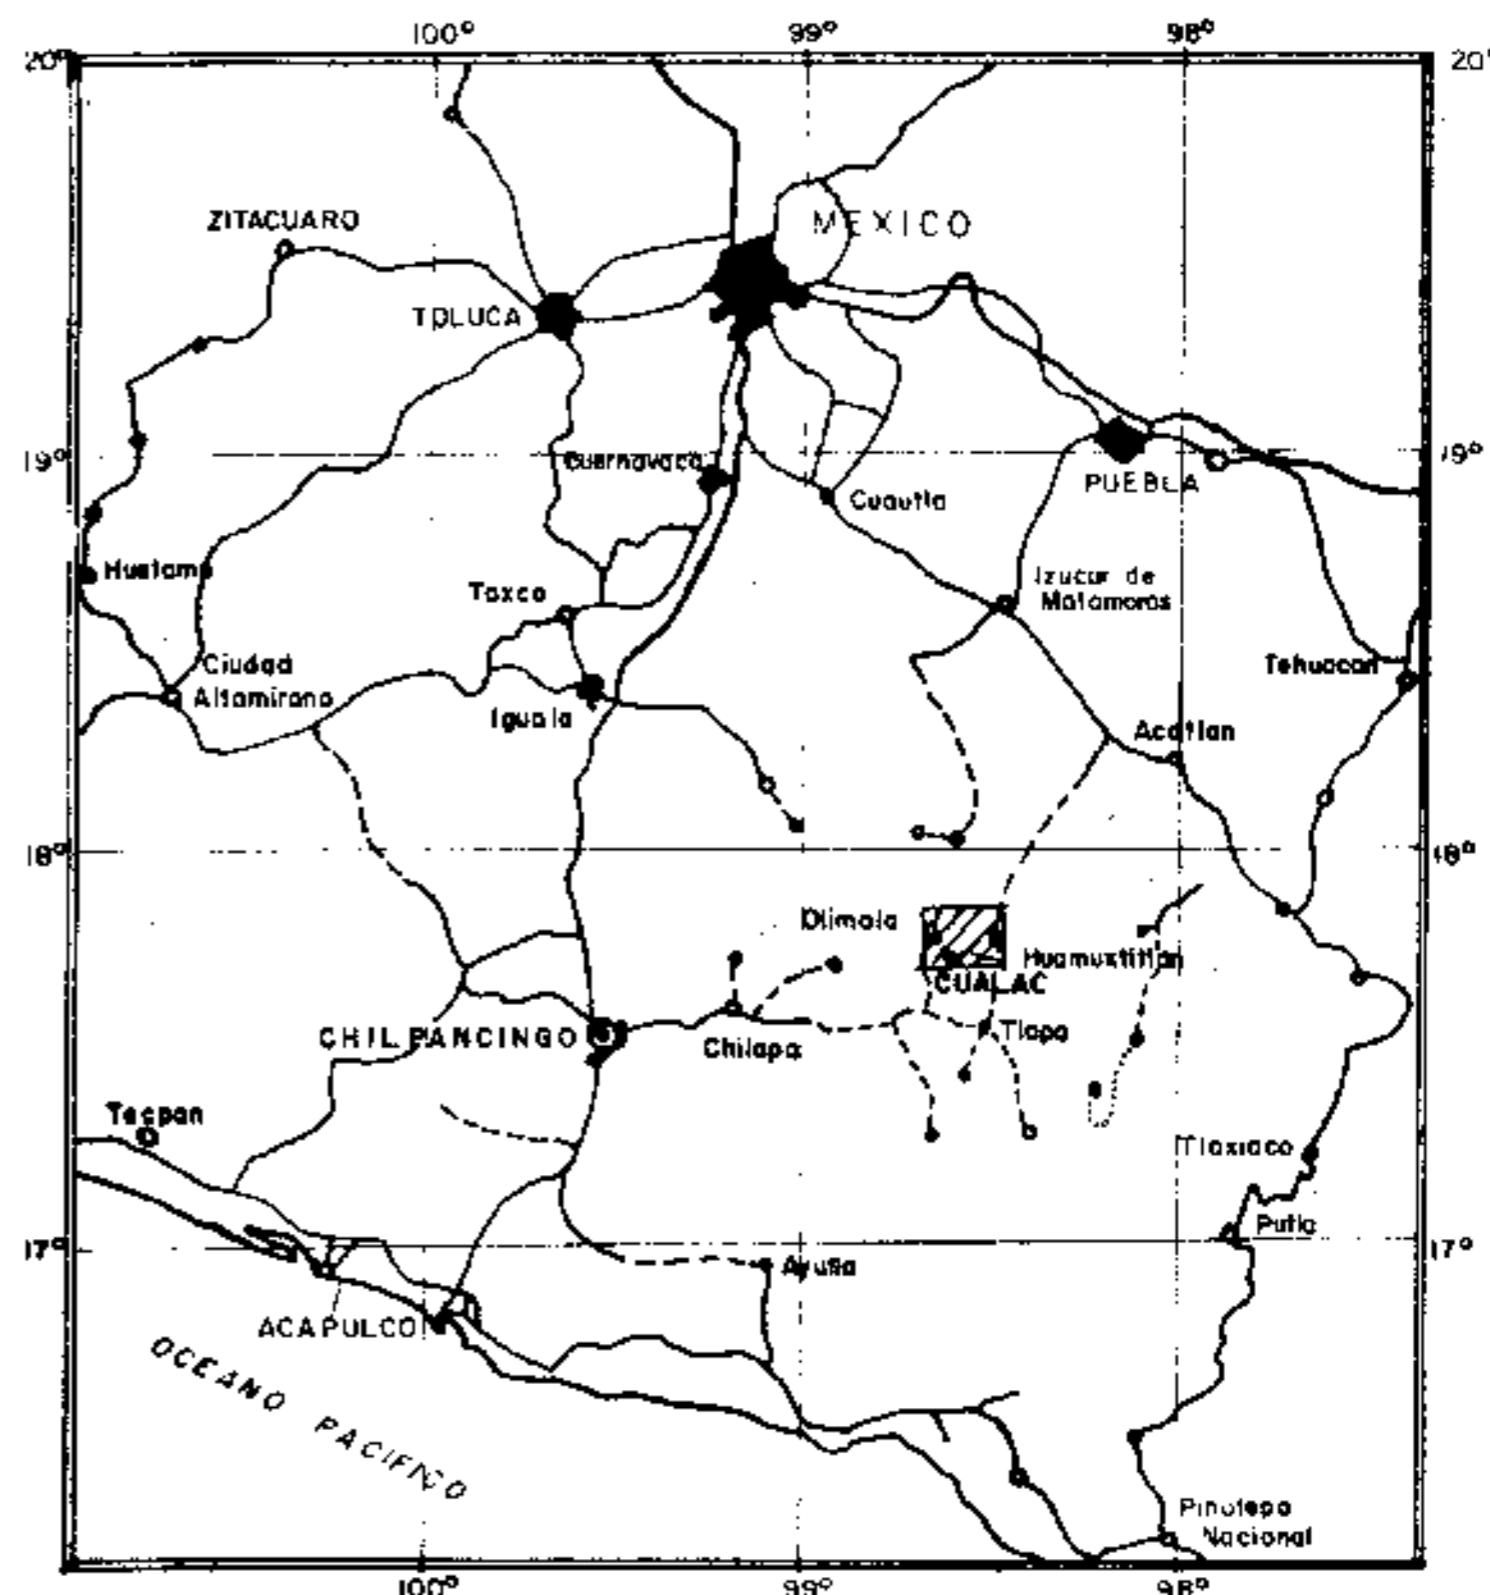 100° 99° 98°
20° 20°
ZITACUARO
MEXICO
TOLUCA
19° 19°
Cuernavaca
PUEBLA
Cuautla
Huetamo
Izucar de
Matamoros
Taxco
Ciudad
Altamirano
Tehuacan
Iguala
Acatlan
18° 18°
Olinala
Huamuxtitlan
CUALAC
CHILPANCINGO
Tlapa
Chilapa
Tecpan
Tlaxiaco
Putla
17° 17°
Ayutla
ACAPULCO
OCEANO PACIFICO
Pinotepa
Nacional
100° 99° 98°